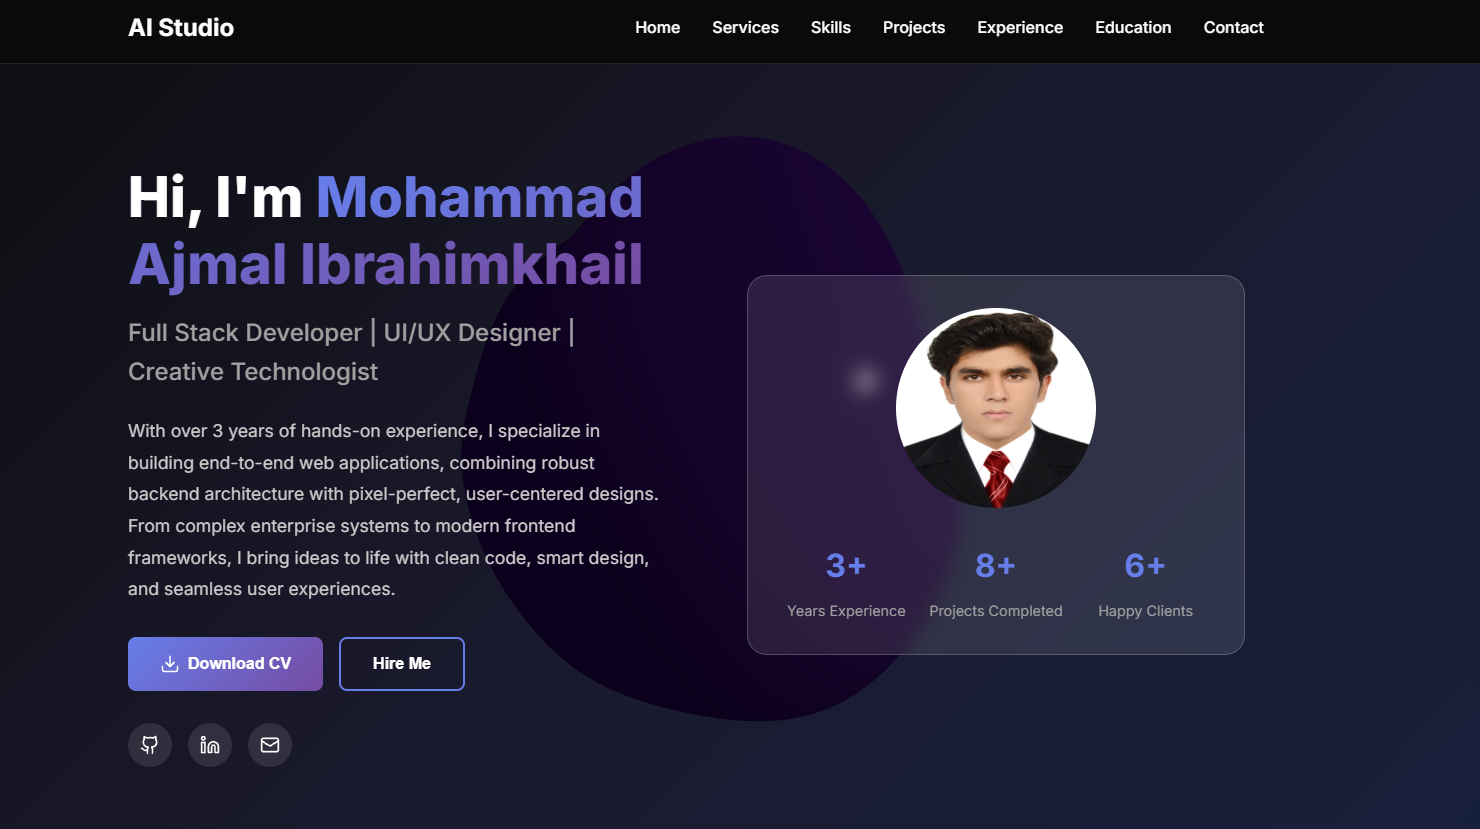 AI Studio
Home Services Skills Projects Experience Education Contact
Hi, I'm Mohammad
Ajmal Ibrahimkhail
Full Stack Developer | UI/UX Designer |
Creative Technologist
With over 3 years of hands-on experience, I specialize in
building end-to-end web applications, combining robust
backend architecture with pixel-perfect, user-centered designs.
From complex enterprise systems to modern frontend
frameworks, I bring ideas to life with clean code, smart design,
and seamless user experiences.
Download CV Hire Me
3+ 8+ 6+
Years Experience Projects Completed Happy Clients